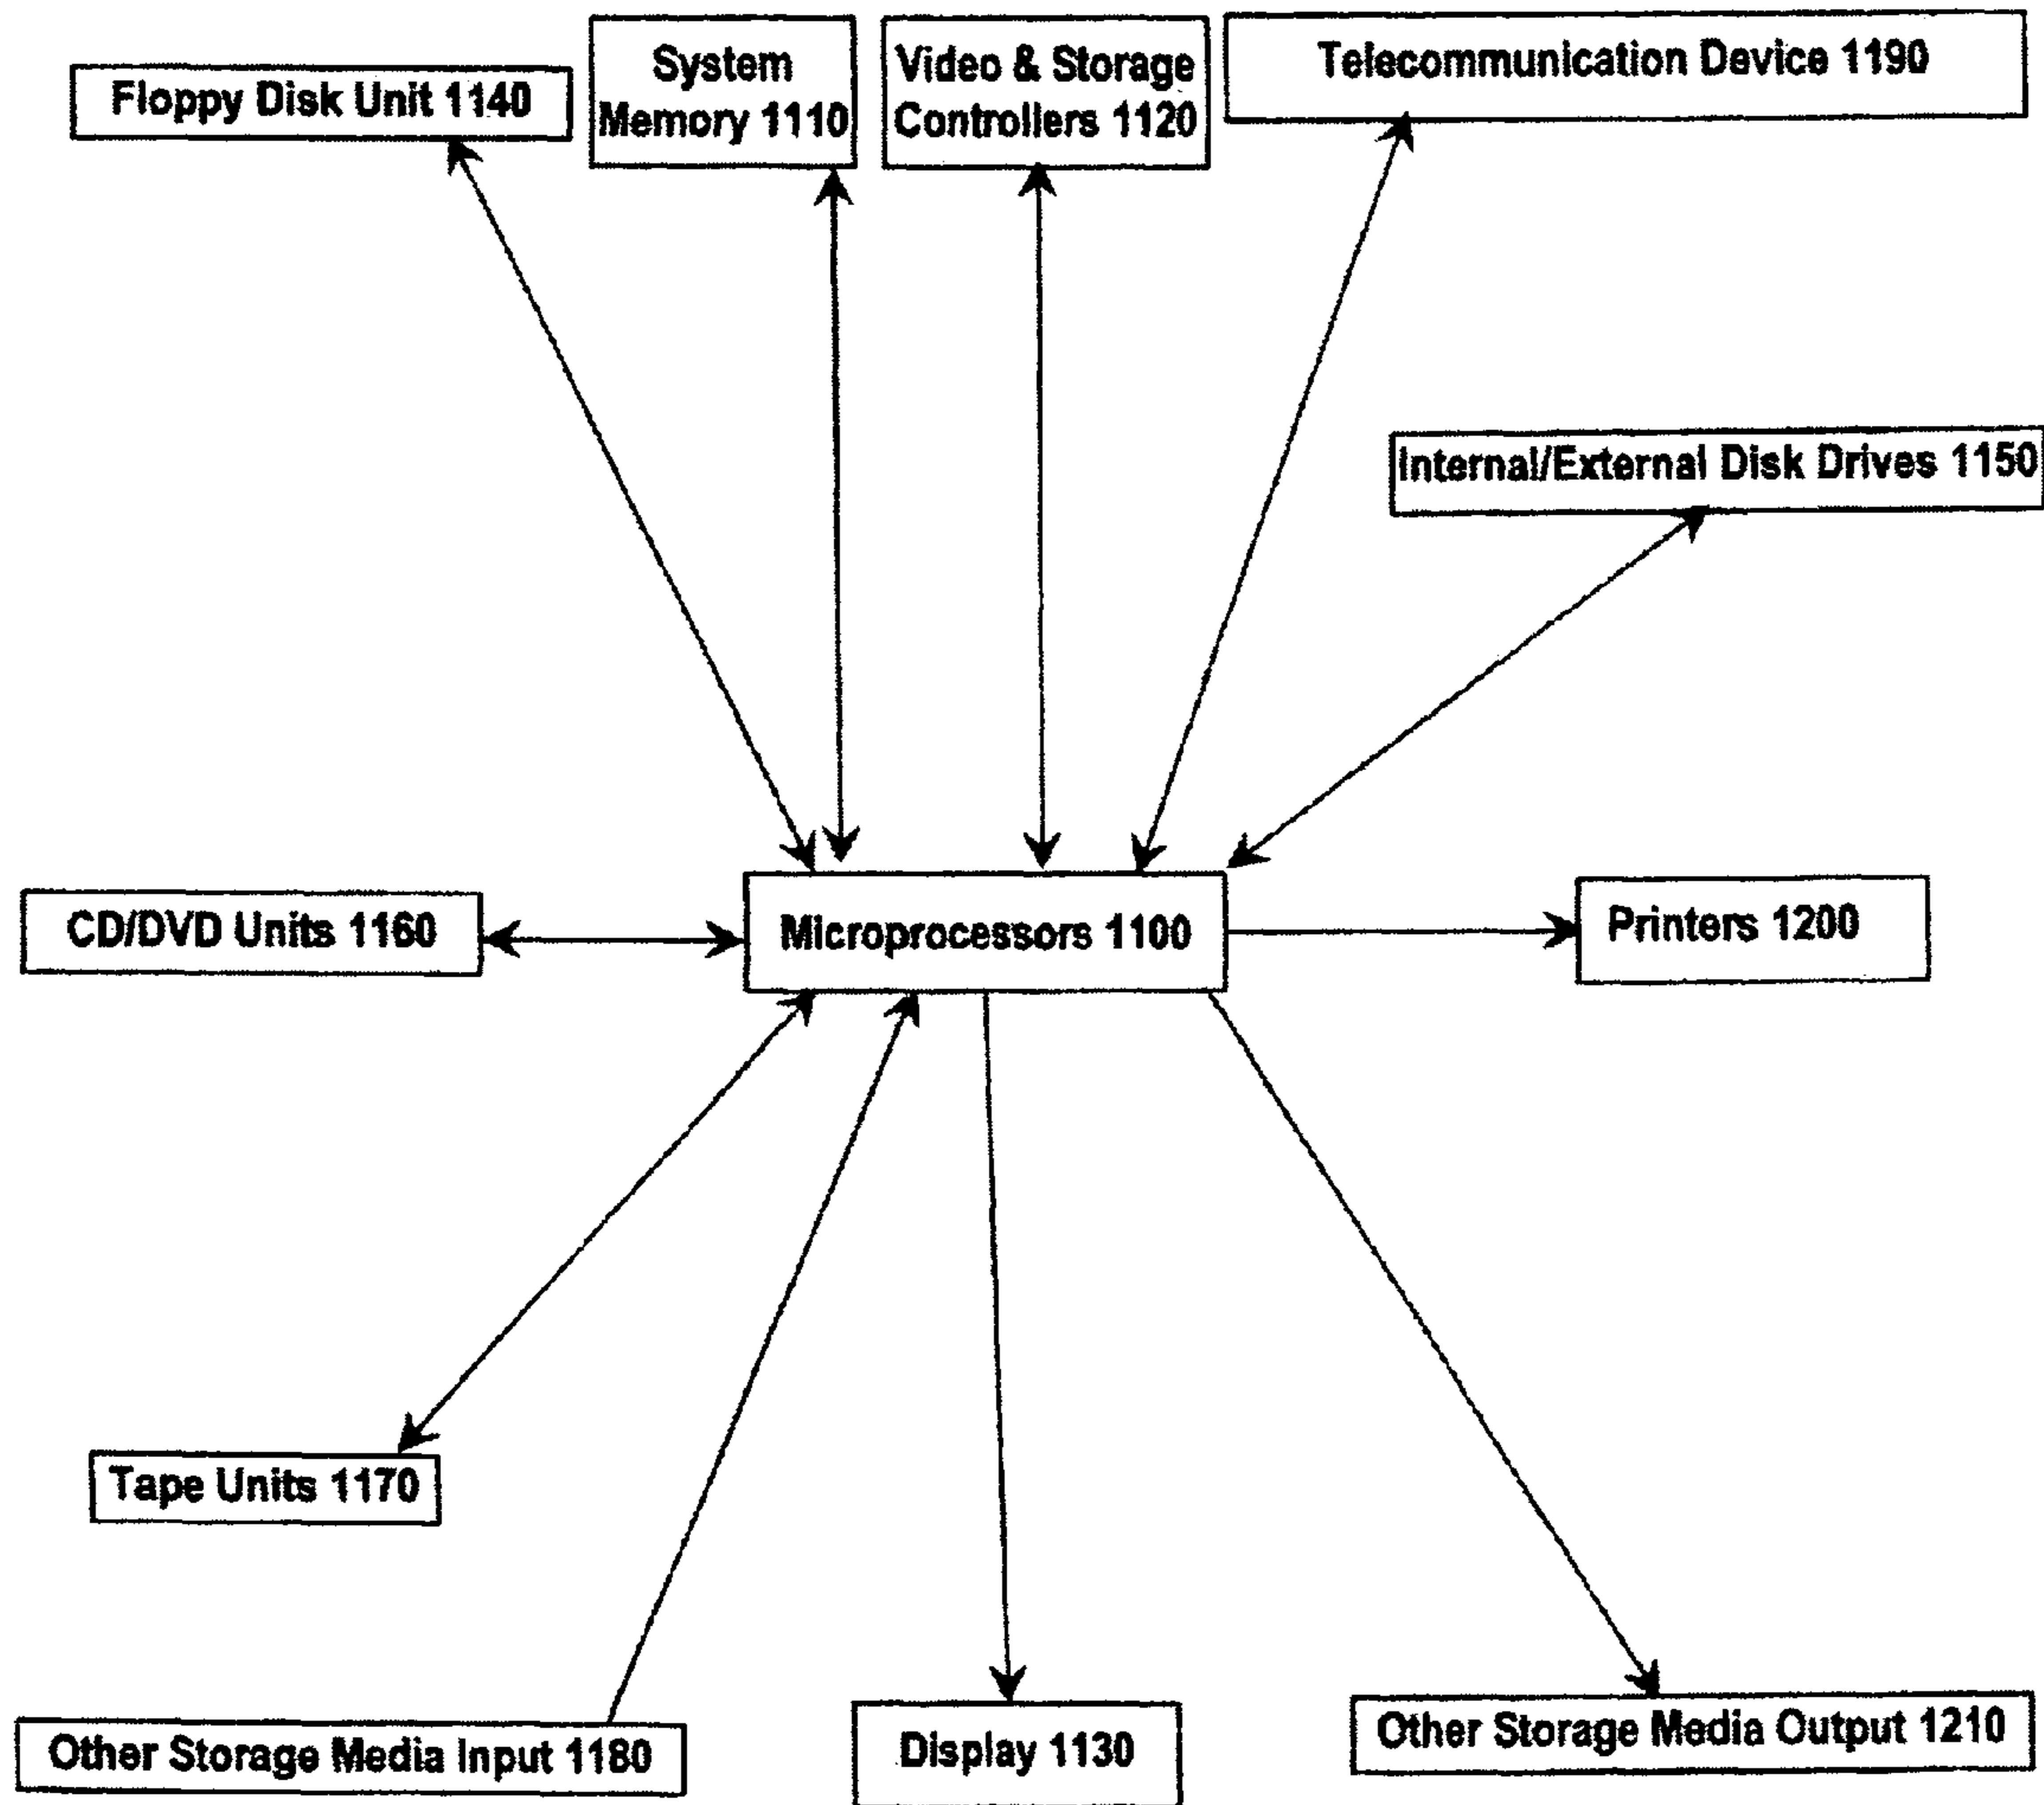 System
Memory 1110
Video & Storage
Controllers 1120
Telecommunication Device 1190
Floppy Disk Unit 1140
Internal/External Disk Drives 1150
CD/DVD Units 1160
Microprocessors 1100
Printers 1200
Tape Units 1170
Other Storage Media Input 1180
Display 1130
Other Storage Media Output 1210